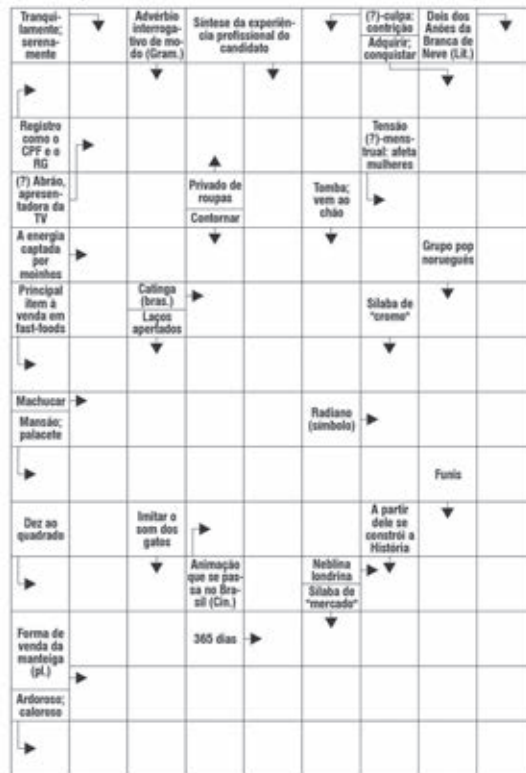 Tranqui-
lamente;
serena-
mente
Advérbio
interroga-
tivo de mo-
do (Gram.)
Síntese da experiên-
cia profissional do
candidato
(?)-culpa:
contrição
Adquirir;
conquistar
Dois dos
Anões da
Branca de
Neve (Lit.)
Registro
como o
CPF e o
RG
Tensão
(?)-mens-
trual: afeta
mulheres
(?) Abrão,
apresen-
tadora da
TV
Privado de
roupas
Contornar
Tomba;
vem ao
chão
A energia
captada
por
moinhos
Grupo pop
norueguês
Principal
item à
venda em
fast-foods
Catinga
(bras.)
Laços
apertados
Sílaba de
"cromo"
Machucar
Mansão;
palacete
Radiano
(símbolo)
Funis
Dez ao
quadrado
Imitar o
som dos
gatos
A partir
dele se
constrói a
História
Animação
que se pas-
sa no Bra-
sil (Cin.)
Neblina
londrina
Sílaba de
"mercado"
Forma de
venda da
manteiga
(pl.)
365 dias
Ardoroso;
caloroso